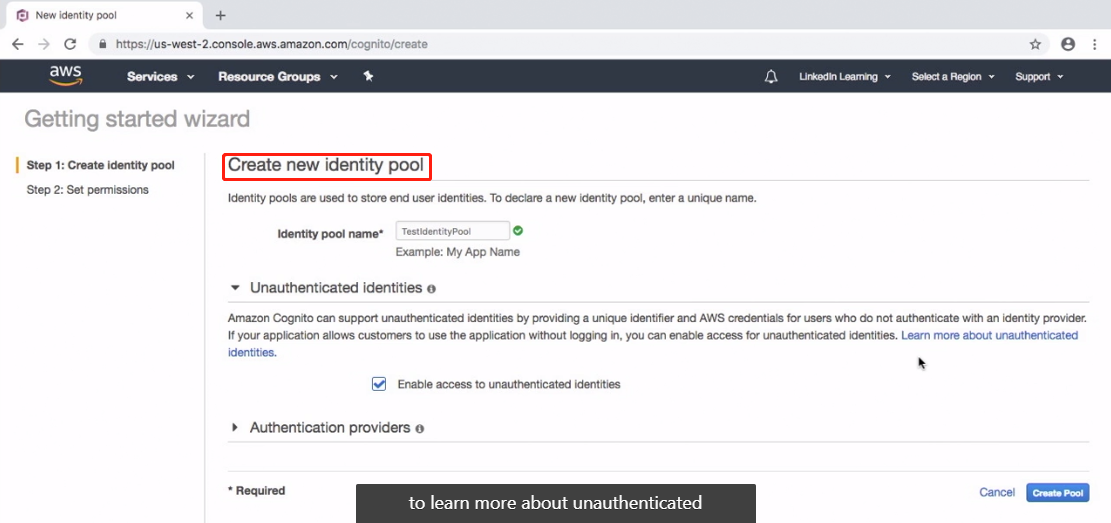 New identity pool
https://us-west-2.console.aws.amazon.com/cognito/create
aws
Services
Resource Groups
LinkedIn Learning
Select a Region
Support
Getting started wizard
Step 1: Create identity pool
Step 2: Set permissions
Create new identity pool
Identity pools are used to store end user identities. To declare a new identity pool, enter a unique name.
Identity pool name*
TestIdentityPool
Example: My App Name
Unauthenticated identities
Amazon Cognito can support unauthenticated identities by providing a unique identifier and AWS credentials for users who do not authenticate with an identity provider.
If your application allows customers to use the application without logging in, you can enable access for unauthenticated identities. Learn more about unauthenticated
identities.
Enable access to unauthenticated identities
Authentication providers
* Required
Cancel
Create Pool
to learn more about unauthenticated